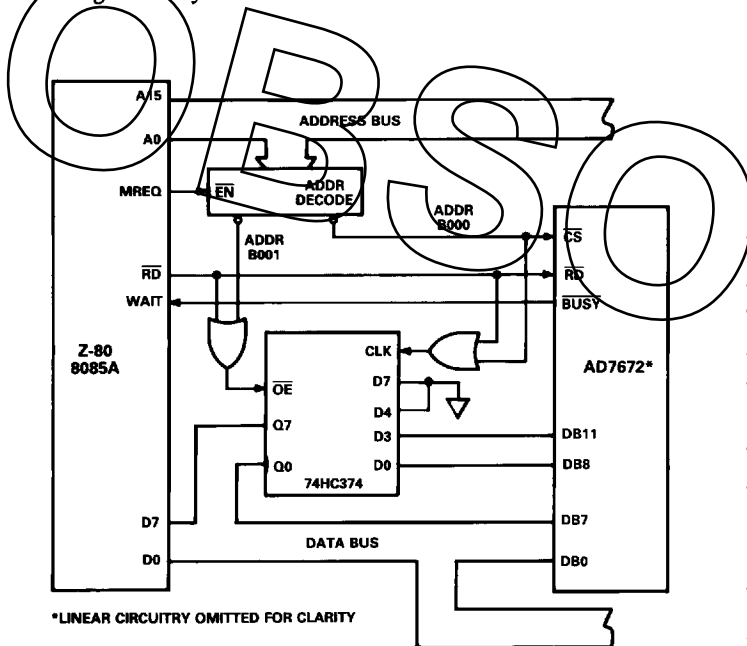 OBSO
A15
ADDRESS BUS
A0
MREQ
EN
ADDR
DECODE
ADDR
B000
CS
ADDR
B001
RD
RD
WAIT
BUSY
Z-80
8085A
CLK
AD7672*
OE
D7
D4
Q7
D3
DB11
Q0
D0
DB8
74HC374
D7
DB7
DATA BUS
D0
DB0
*LINEAR CIRCUITRY OMITTED FOR CLARITY